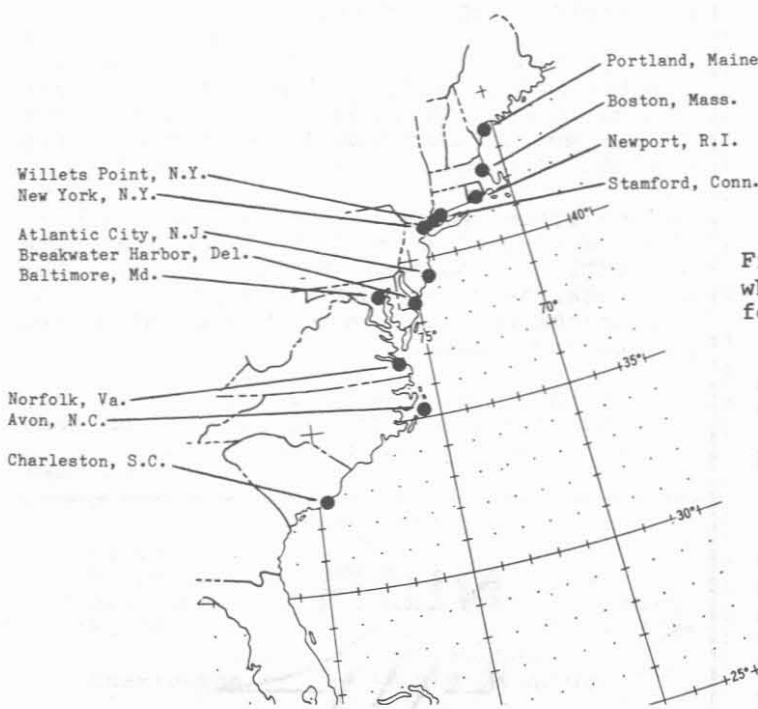 Portland, Maine
Boston, Mass.
Newport, R.I.
Stamford, Conn.
Willets Point, N.Y.
New York, N.Y.
Atlantic City, N.J.
Breakwater Harbor, Del.
Baltimore, Md.
Norfolk, Va.
Avon, N.C.
Charleston, S.C.
40°
75°
70°
35°
30°
25°